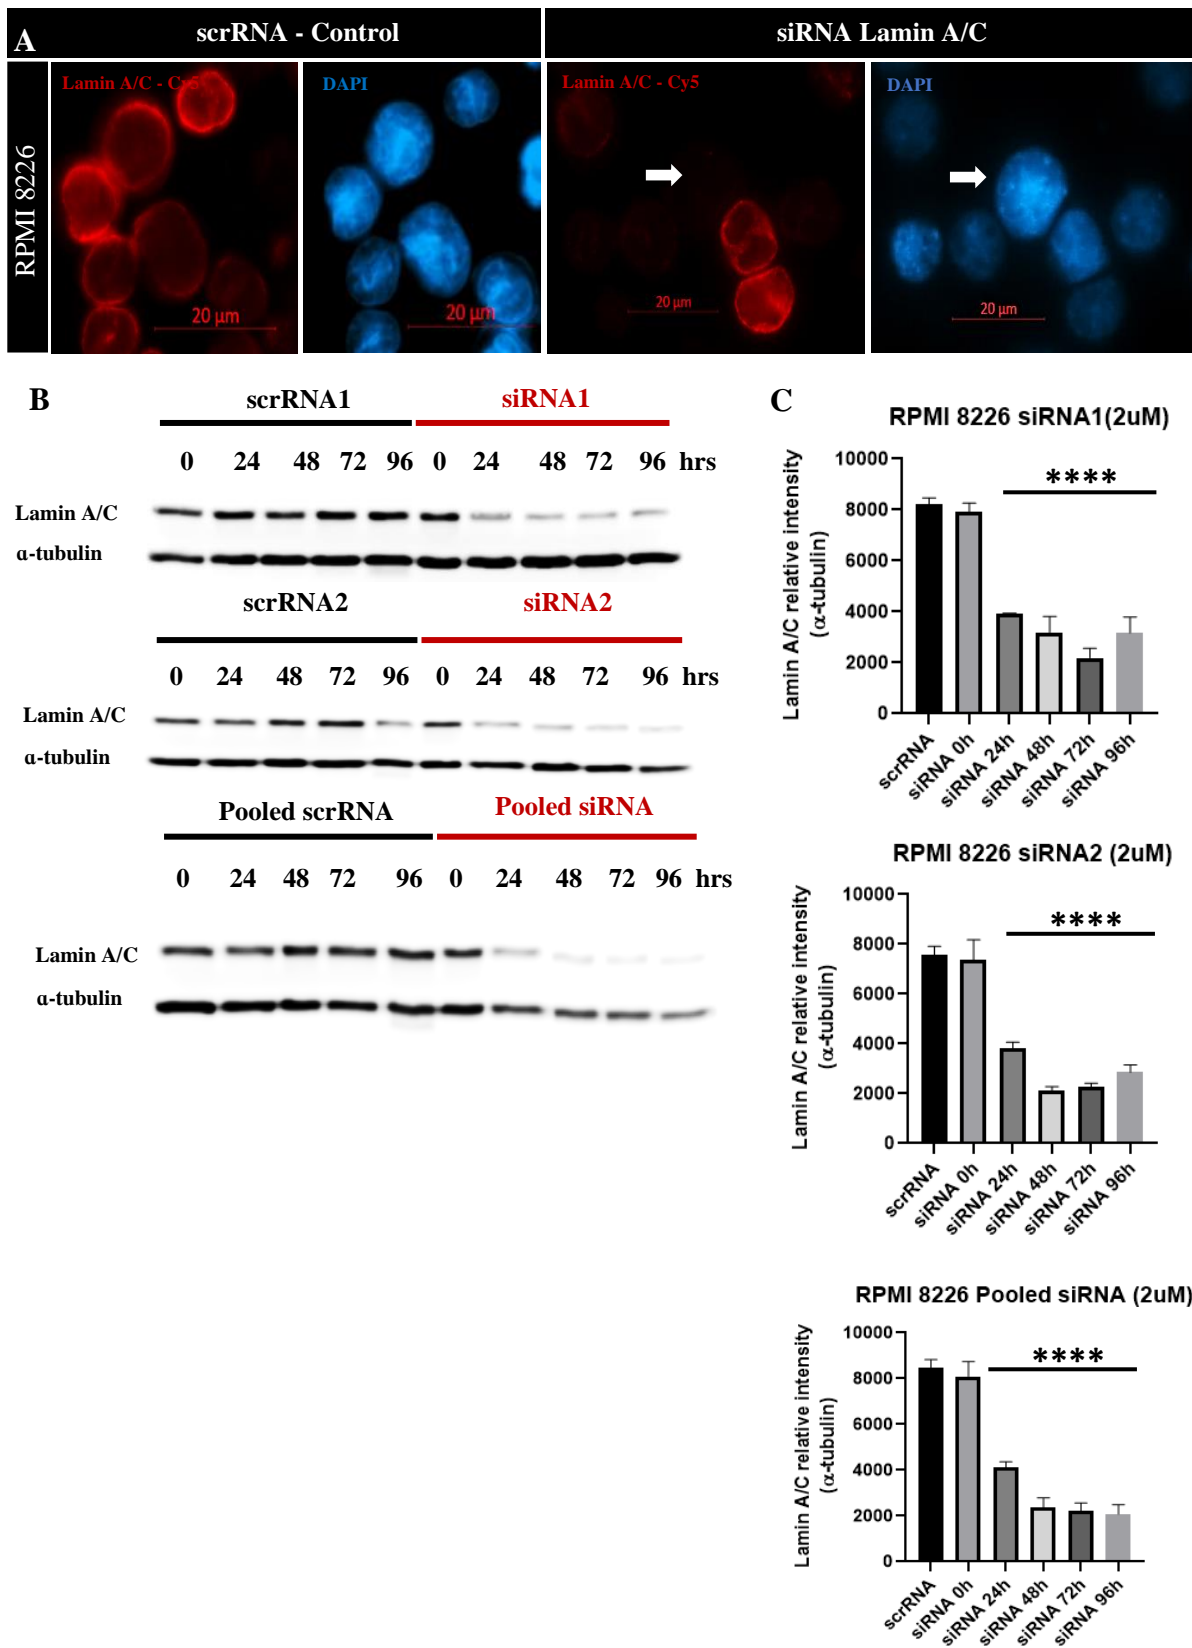 A
scrRNA - Control
siRNA Lamin A/C
RPMI 8226
Lamin A/C - Cy5
DAPI
Lamin A/C - Cy5
DAPI
20 µm
20 µm
20 µm
20 µm
B
scrRNA1 siRNA1
0 24 48 72 96 0 24 48 72 96 hrs
Lamin A/C
α-tubulin
scrRNA2 siRNA2
0 24 48 72 96 0 24 48 72 96 hrs
Lamin A/C
α-tubulin
Pooled scrRNA Pooled siRNA
0 24 48 72 96 0 24 48 72 96 hrs
Lamin A/C
α-tubulin
C
RPMI 8226 siRNA1(2uM)
Lamin A/C relative intensity
(α-tubulin)
10000
8000
6000
4000
2000
0
****
scrRNA
siRNA 0h
siRNA 24h
siRNA 48h
siRNA 72h
siRNA 96h
RPMI 8226 siRNA2 (2uM)
Lamin A/C relative intensity
(α-tubulin)
10000
8000
6000
4000
2000
0
****
scrRNA
siRNA 0h
siRNA 24h
siRNA 48h
siRNA 72h
siRNA 96h
RPMI 8226 Pooled siRNA (2uM)
Lamin A/C relative intensity
(α-tubulin)
10000
8000
6000
4000
2000
0
****
scrRNA
siRNA 0h
siRNA 24h
siRNA 48h
siRNA 72h
siRNA 96h